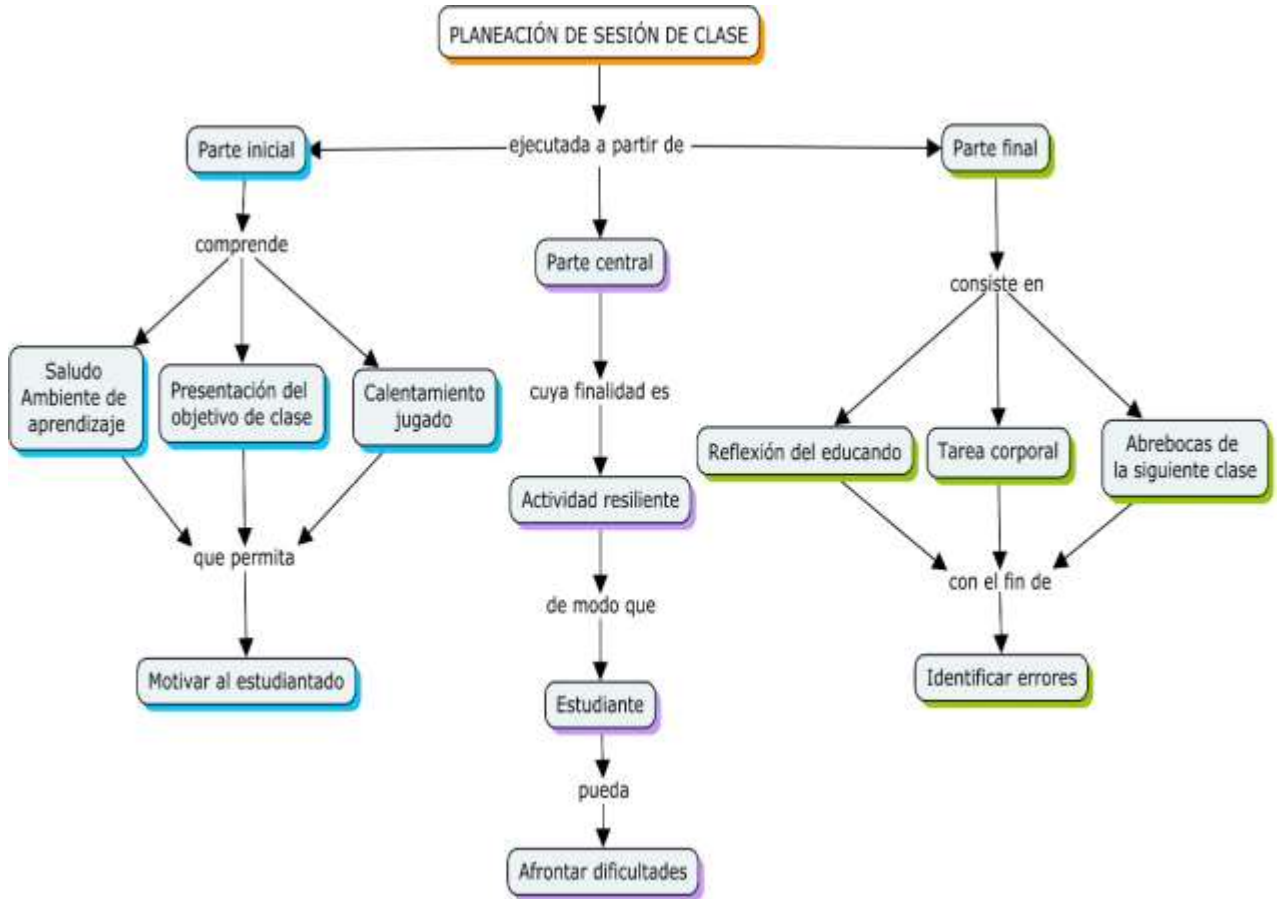 PLANEACIÓN DE SESIÓN DE CLASE
ejecutada a partir de
Parte inicial
comprende
Saludo
Ambiente de
aprendizaje
Presentación del
objetivo de clase
Calentamiento
jugado
que permita
Motivar al estudiantado
Parte central
cuya finalidad es
Actividad resiliente
de modo que
Estudiante
pueda
Afrontar dificultades
Parte final
consiste en
Reflexión del educando
Tarea corporal
Abrebocas de
la siguiente clase
con el fin de
Identificar errores